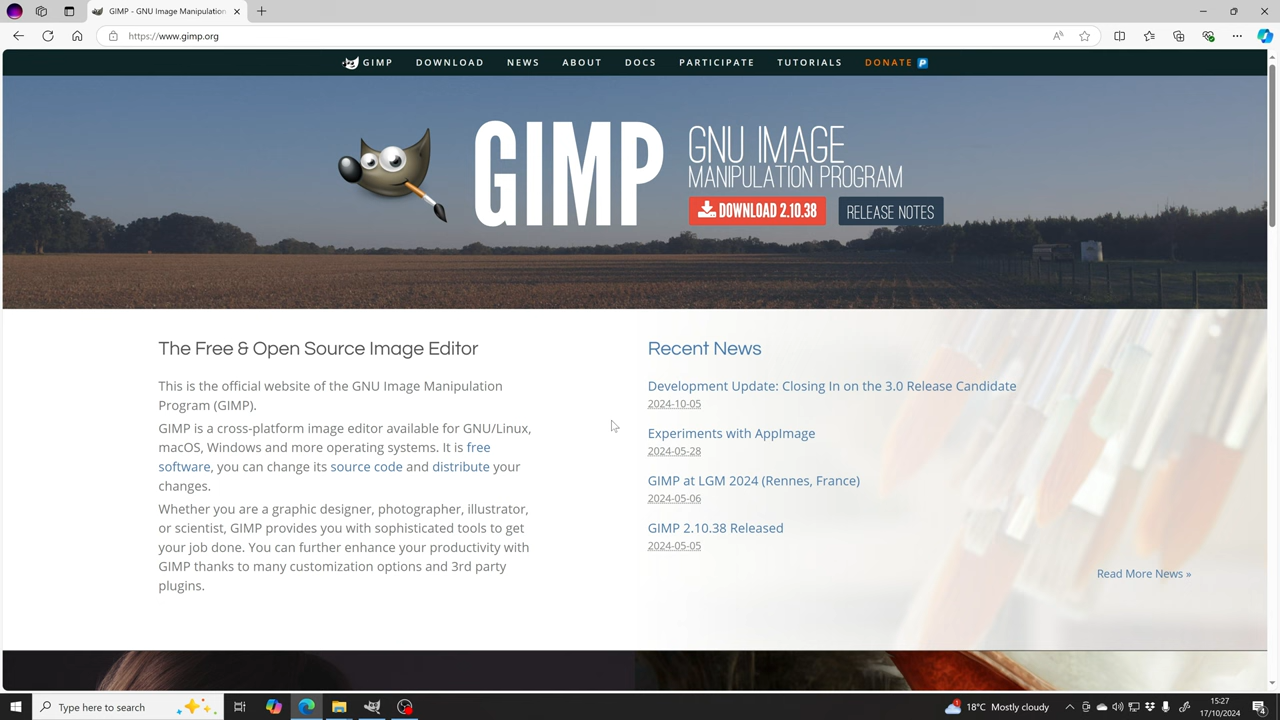 GIMP - GNU Image Manipulation
https://www.gimp.org
GIMP DOWNLOAD NEWS ABOUT DOCS PARTICIPATE TUTORIALS DONATE
GIMP
GNU IMAGE
MANIPULATION PROGRAM
DOWNLOAD 2.10.38 RELEASE NOTES
The Free & Open Source Image Editor
This is the official website of the GNU Image Manipulation
Program (GIMP).
GIMP is a cross-platform image editor available for GNU/Linux,
macOS, Windows and more operating systems. It is free
software, you can change its source code and distribute your
changes.
Whether you are a graphic designer, photographer, illustrator,
or scientist, GIMP provides you with sophisticated tools to get
your job done. You can further enhance your productivity with
GIMP thanks to many customization options and 3rd party
plugins.
Recent News
Development Update: Closing In on the 3.0 Release Candidate
2024-10-05
Experiments with AppImage
2024-05-28
GIMP at LGM 2024 (Rennes, France)
2024-05-06
GIMP 2.10.38 Released
2024-05-05
Read More News »
Type here to search
18°C Mostly cloudy
15:27
17/10/2024
4